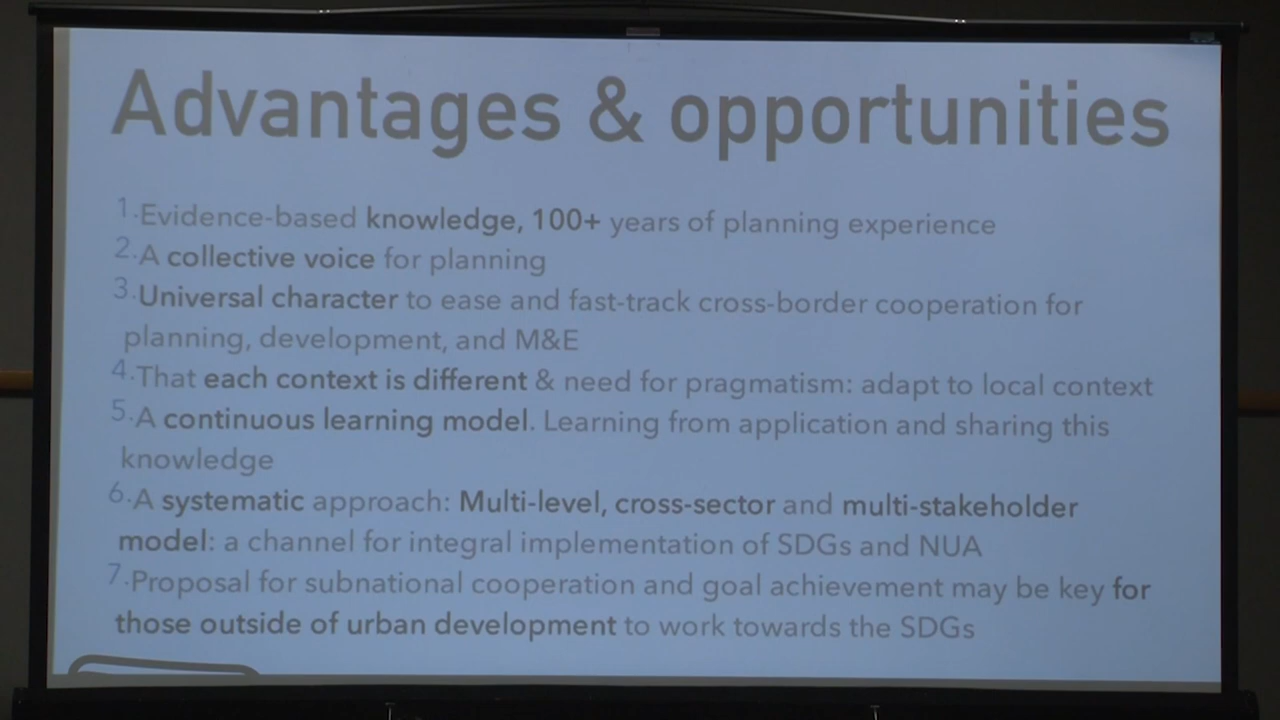 Advantages & opportunities
1.Evidence-based knowledge, 100+ years of planning experience
2.A collective voice for planning
3.Universal character to ease and fast-track cross-border cooperation for
planning, development, and M&E
4.That each context is different & need for pragmatism: adapt to local context
5.A continuous learning model. Learning from application and sharing this
knowledge
6.A systematic approach: Multi-level, cross-sector and multi-stakeholder
model: a channel for integral implementation of SDGs and NUA
7.Proposal for subnational cooperation and goal achievement may be key for
those outside of urban development to work towards the SDGs